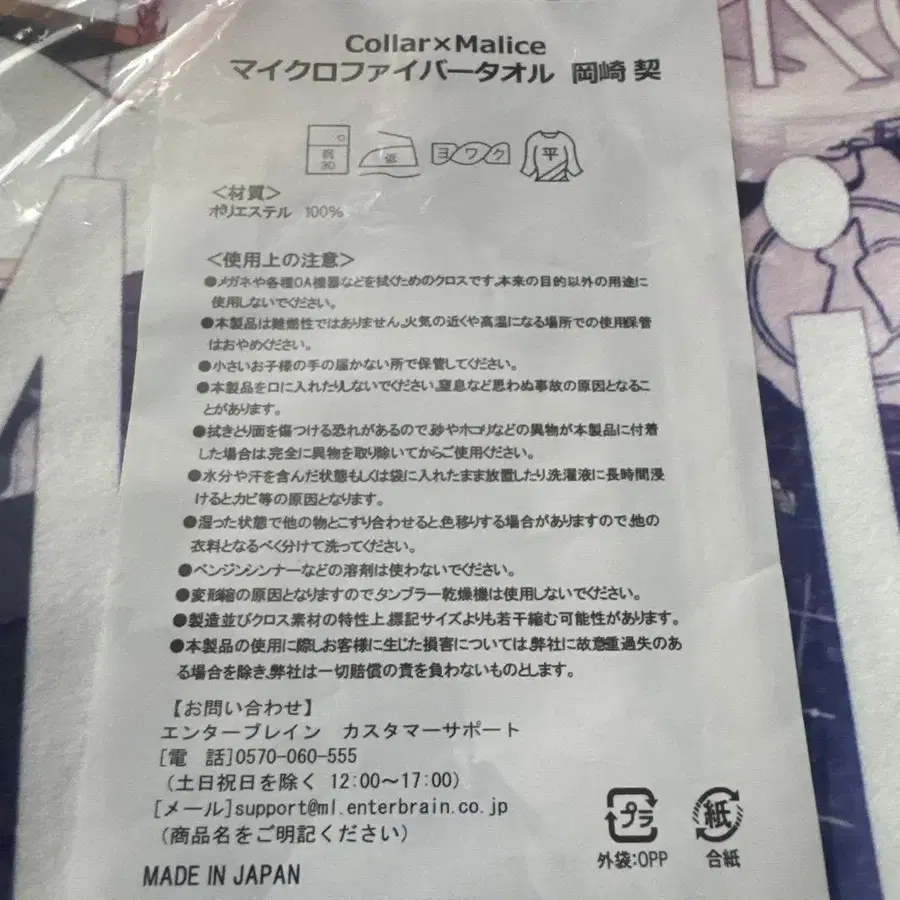 Collar×Malice
マイクロファイバータオル 岡崎 契
弱
30
低
ヨワク
平
＜材質＞
ポリエステル 100%
＜使用上の注意＞
●メガネや各種OA機器などを拭くためのクロスです。本来の目的以外の用途に
使用しないでください。
●本製品は難燃性ではありません。火気の近くや高温になる場所での使用保管
はおやめください。
●小さいお子様の手の届かない所で保管してください。
●本製品を口に入れたりしないでください。窒息など思わぬ事故の原因となるこ
とがあります。
●拭きとり面を傷つける恐れがあるので、砂やホコリなどの異物が本製品に付着
した場合は、完全に異物を取り除いてからご使用ください。
●水分や汗を含んだ状態もしくは袋に入れたまま放置したり、洗濯液に長時間浸
けるとカビ等の原因となります。
●湿った状態で他の物とこすり合わせると、色移りする場合がありますので、他の
衣料となるべく分けて洗ってください。
●ベンジンシンナーなどの溶剤は使わないでください。
●変形縮の原因となりますのでタンブラー乾燥機は使用しないでください。
●製造並びクロス素材の特性上、標記サイズよりも若干縮む可能性があります。
●本製品の使用に際しお客様に生じた損害については、弊社に故意重過失のあ
る場合を除き、弊社は一切賠償の責を負わないものとします。
【お問い合わせ】
エンターブレイン カスタマーサポート
[電 話]0570-060-555
(土日祝日を除く 12:00〜17:00)
[メール]support@ml.enterbrain.co.jp
(商品名をご明記ください)
MADE IN JAPAN
プラ
外袋:OPP
紙
台紙